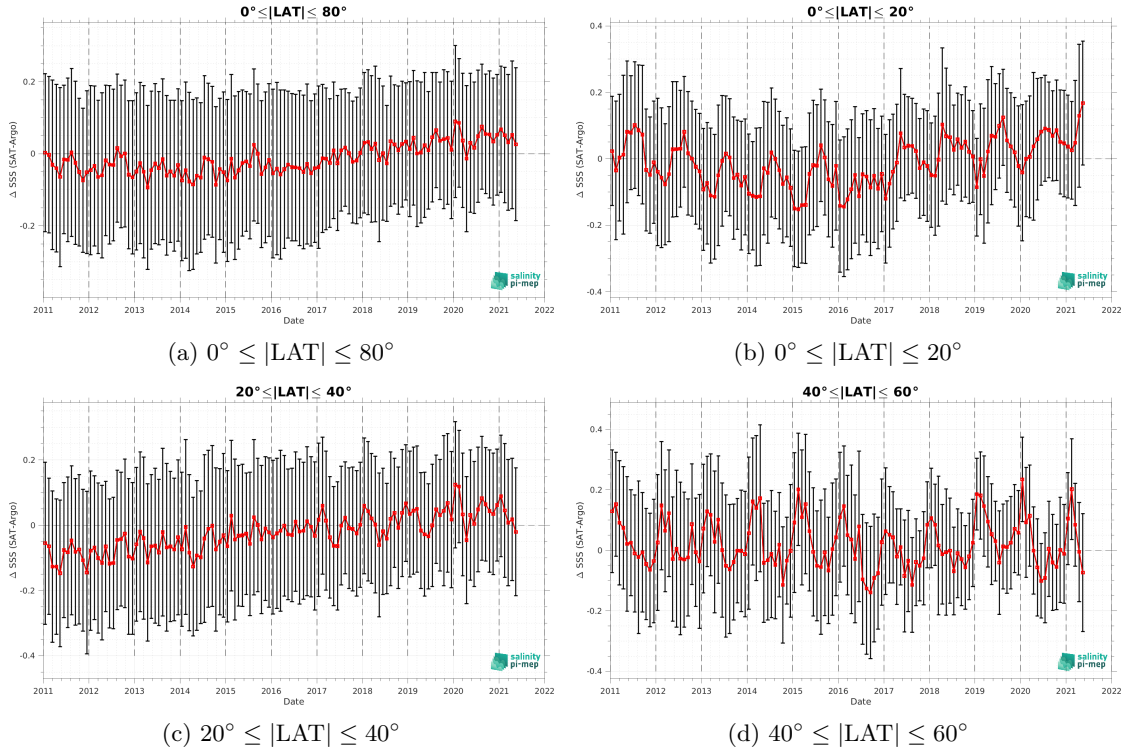 0°≤|LAT|≤ 80°
Δ SSS (SAT-Argo)
0.2
0
-0.2
2011 2012 2013 2014 2015 2016 2017 2018 2019 2020 2021 2022
Date
salinity
pi-mep
(a) 0° ≤ |LAT| ≤ 80°
0°≤|LAT|≤ 20°
Δ SSS (SAT-Argo)
0.4
0.2
0
-0.2
-0.4
2011 2012 2013 2014 2015 2016 2017 2018 2019 2020 2021 2022
Date
salinity
pi-mep
(b) 0° ≤ |LAT| ≤ 20°
20°≤|LAT|≤ 40°
Δ SSS (SAT-Argo)
0.2
0
-0.2
-0.4
2011 2012 2013 2014 2015 2016 2017 2018 2019 2020 2021 2022
Date
salinity
pi-mep
(c) 20° ≤ |LAT| ≤ 40°
40°≤|LAT|≤ 60°
Δ SSS (SAT-Argo)
0.4
0.2
0
-0.2
-0.4
2011 2012 2013 2014 2015 2016 2017 2018 2019 2020 2021 2022
Date
salinity
pi-mep
(d) 40° ≤ |LAT| ≤ 60°